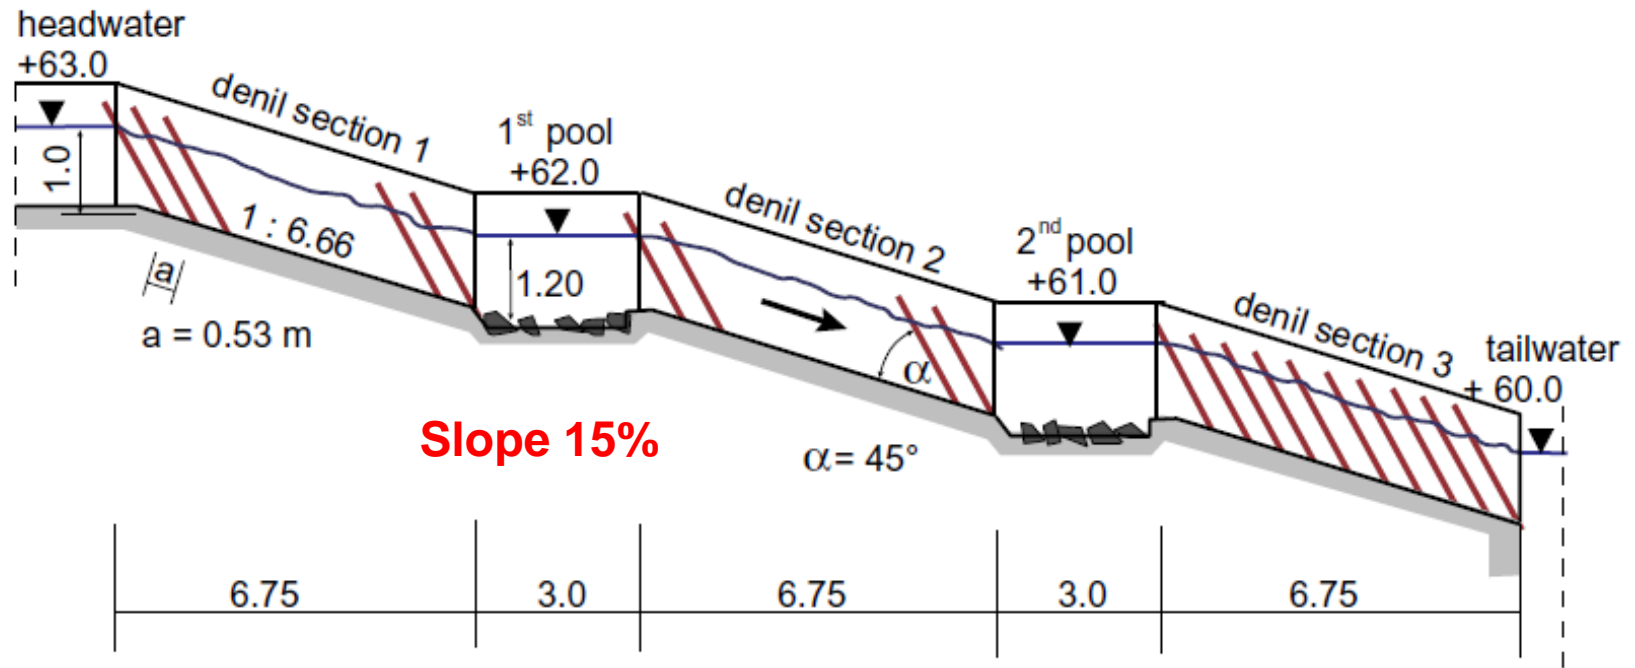 headwater
+63.0
denil section 1
1st pool
+62.0
denil section 2
2nd pool
+61.0
denil section 3
tailwater
+ 60.0
1.0
1 : 6.66
1.20
a
a = 0.53 m
α
Slope 15%
α= 45°
6.75
3.0
6.75
3.0
6.75